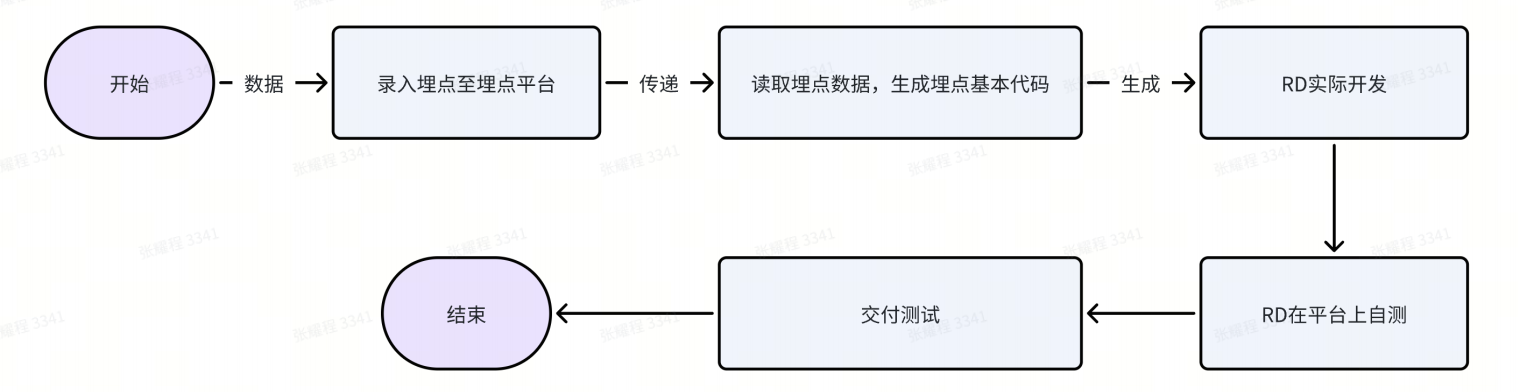 开始
数据
录入埋点至埋点平台
传递
读取埋点数据，生成埋点基本代码
生成
RD实际开发
结束
交付测试
RD在平台上自测
张耀程 3341